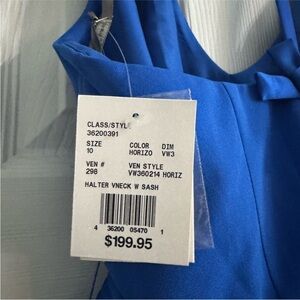 CLASS/STYLE
36200391
SIZE COLOR DIM
10 HORIZO VW3
VEN # VEN STYLE
298 VW360214 HORIZ
HALTER VNECK W SASH
4 36200 05470 1
$199.95